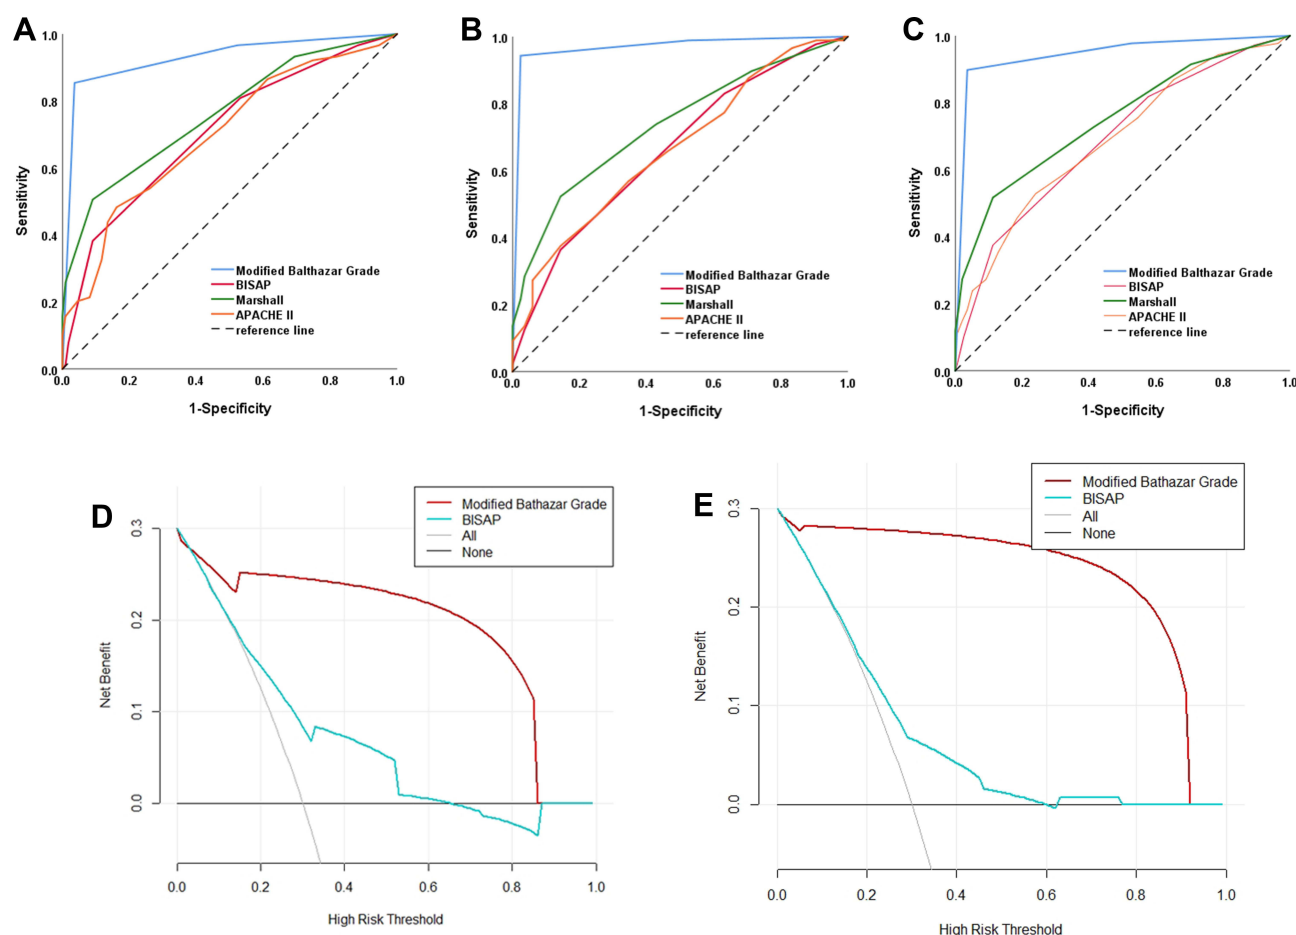 A
Sensitivity
1.0
0.8
0.6
0.4
0.2
0.0
0.0 0.2 0.4 0.6 0.8 1.0
1-Specificity
Modified Balthazar Grade
BISAP
Marshall
APACHE II
reference line
B
Sensitivity
1.0
0.8
0.6
0.4
0.2
0.0
0.0 0.2 0.4 0.6 0.8 1.0
1-Specificity
Modified Balthazar Grade
BISAP
Marshall
APACHE II
reference line
C
Sensitivity
1.0
0.8
0.6
0.4
0.2
0.0
0.0 0.2 0.4 0.6 0.8 1.0
1-Specificity
Modified Balthazar Grade
BISAP
Marshall
APACHE II
reference line
D
Net Benefit
0.3
0.2
0.1
0.0
0.0 0.2 0.4 0.6 0.8 1.0
High Risk Threshold
Modified Bathazar Grade
BISAP
All
None
E
Net Benefit
0.3
0.2
0.1
0.0
0.0 0.2 0.4 0.6 0.8 1.0
High Risk Threshold
Modified Bathazar Grade
BISAP
All
None